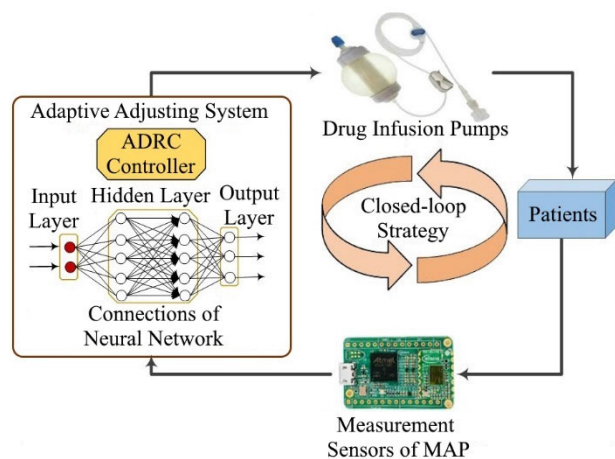 Adaptive Adjusting System
ADRC
Controller
Input
Layer
Hidden Layer
Output
Layer
Connections of
Neural Network
Drug Infusion Pumps
Closed-loop
Strategy
Patients
Measurement
Sensors of MAP